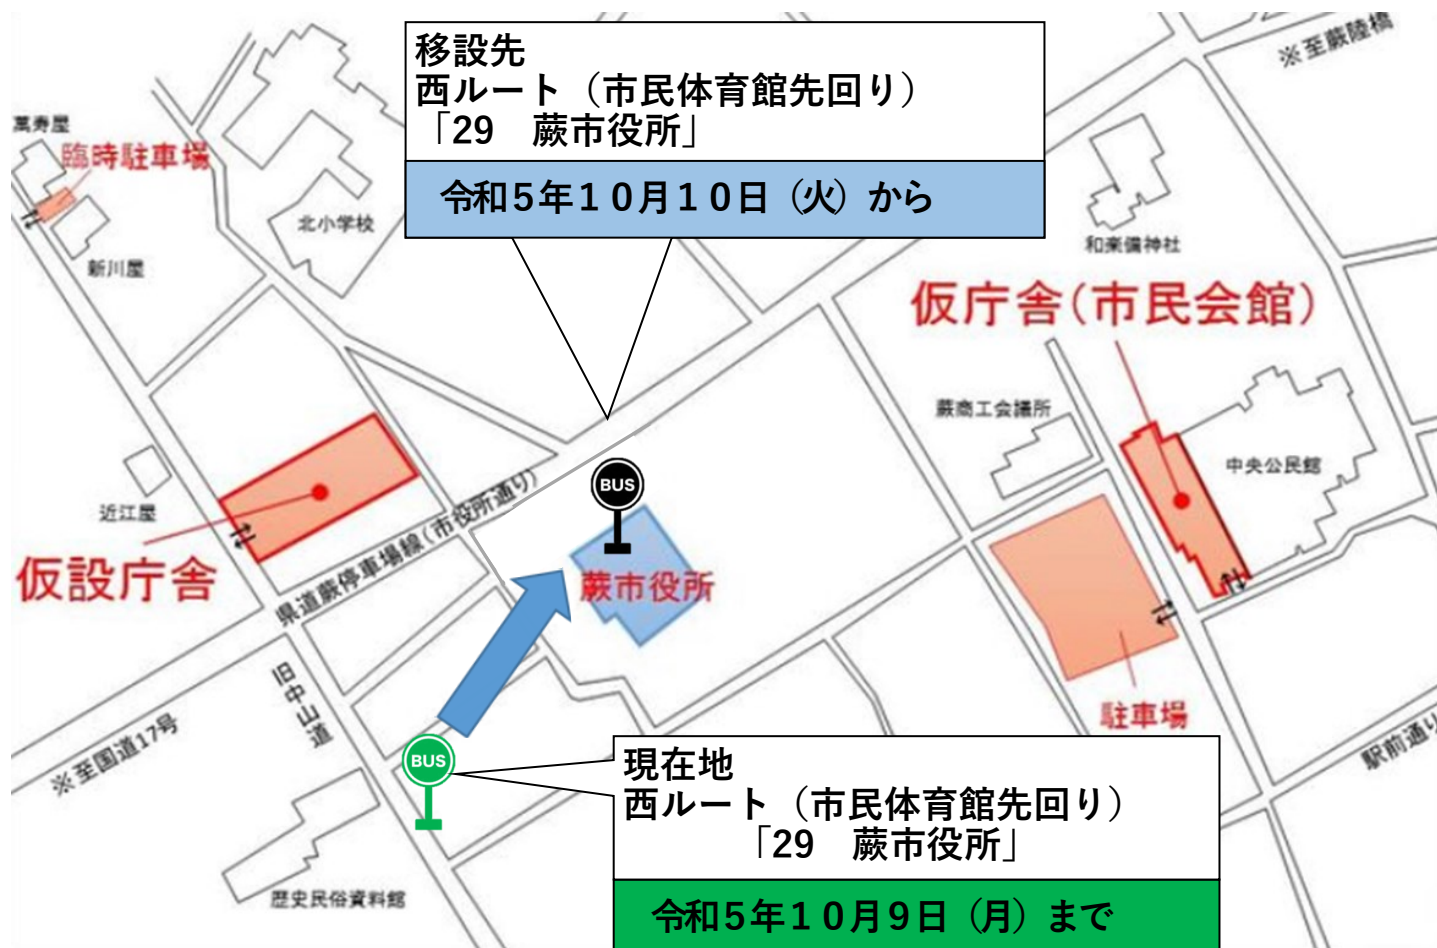 移設先
西ルート（市民体育館先回り）
「29　蕨市役所」
令和５年１０月１０日（火）から
※至蕨陸橋
萬寿屋
臨時駐車場
北小学校
新川屋
和楽備神社
仮庁舎（市民会館）
蕨商工会議所
中央公民館
近江屋
仮設庁舎
県道蕨停車場線（市役所通り）
BUS
蕨市役所
旧中山道
※至国道17号
駐車場
駅前通り
BUS
現在地
西ルート（市民体育館先回り）
「29　蕨市役所」
令和５年１０月９日（月）まで
歴史民俗資料館